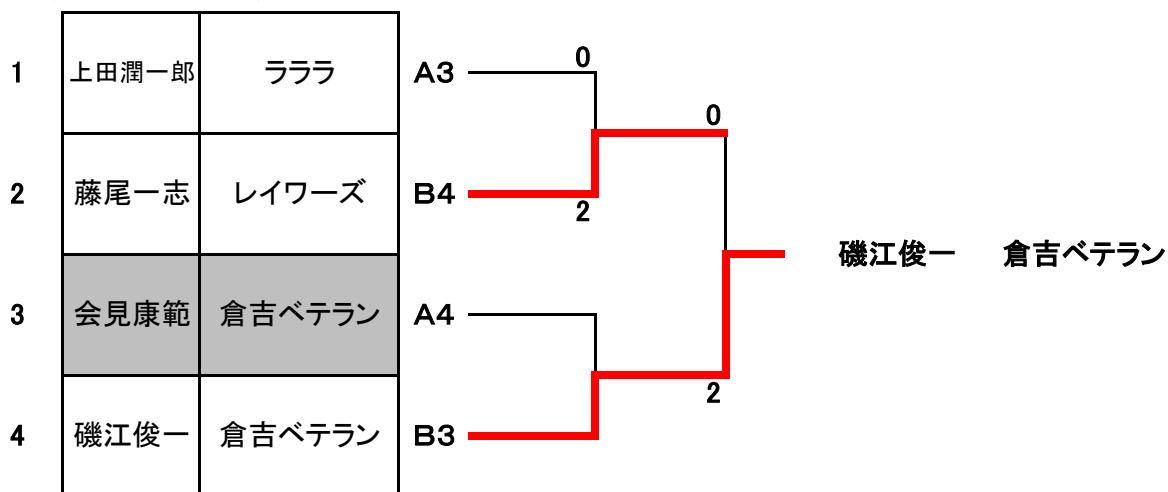 1 上田潤一郎 ラララ A3 0
0
2 藤尾一志 レイワーズ B4 2
磯江俊一 倉吉ベテラン
3 会見康範 倉吉ベテラン A4
2
4 磯江俊一 倉吉ベテラン B3